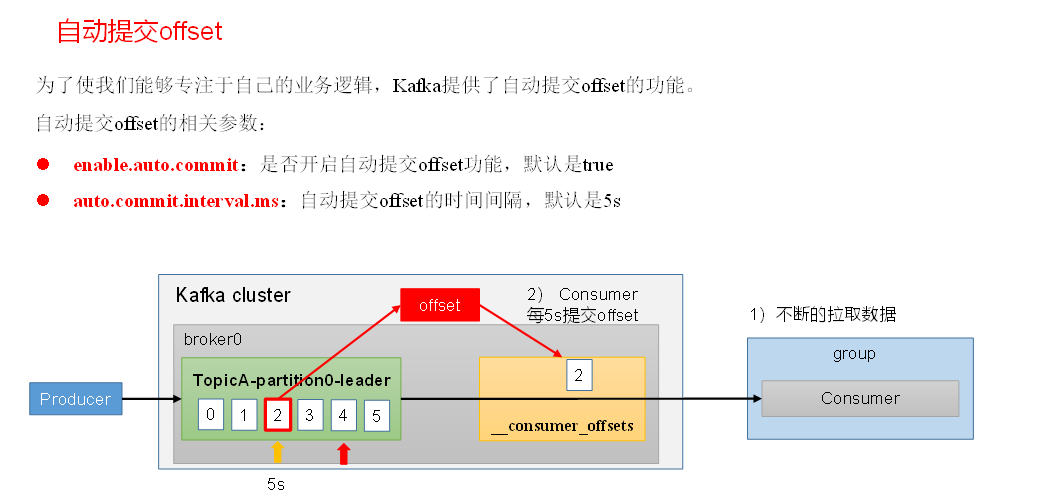 自动提交offset
为了使我们能够专注于自己的业务逻辑，Kafka提供了自动提交offset的功能。
自动提交offset的相关参数：
enable.auto.commit：是否开启自动提交offset功能，默认是true
auto.commit.interval.ms：自动提交offset的时间间隔，默认是5s
Kafka cluster
offset
2） Consumer
每5s提交offset
1）不断的拉取数据
broker0
group
TopicA-partition0-leader
2
Producer
Consumer
0 1 2 3 4 5
__consumer_offsets
5s